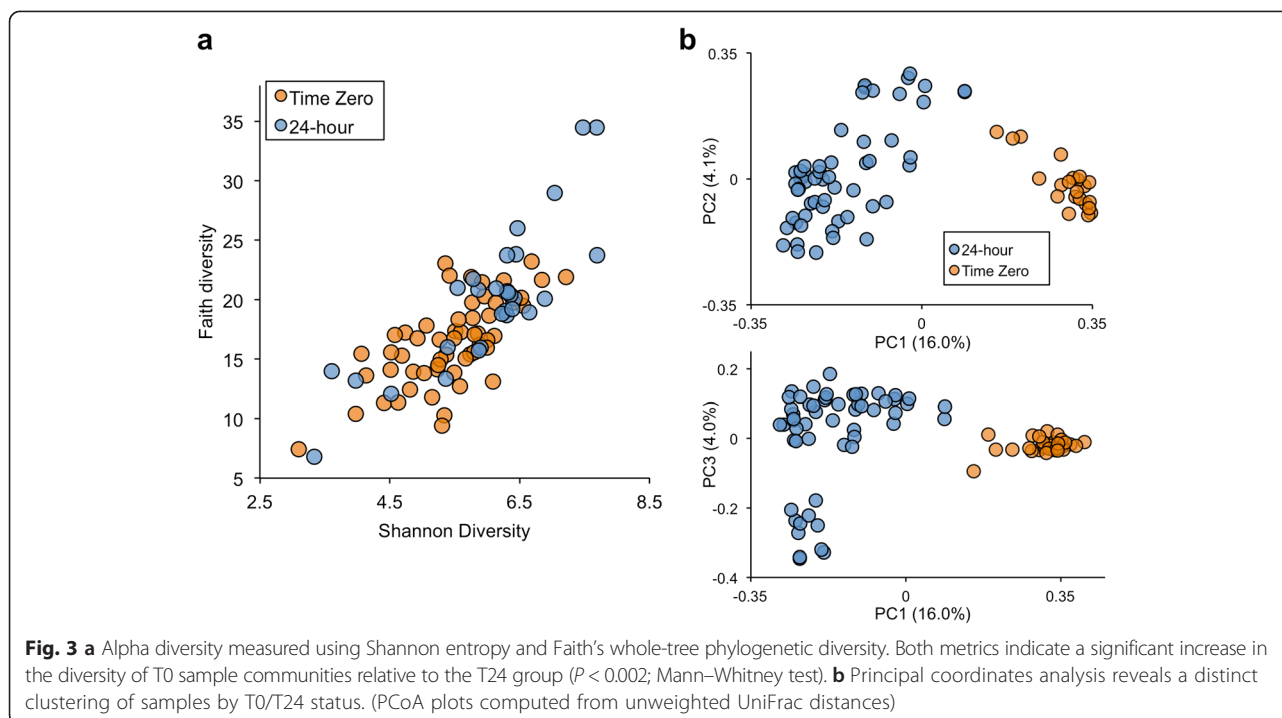 a
Time Zero
24-hour
35
30
25
20
15
10
5
Faith diversity
2.5 4.5 6.5 8.5
Shannon Diversity
b
0.35
0
-0.35
PC2 (4.1%)
24-hour
Time Zero
-0.35 0 0.35
PC1 (16.0%)
0.2
0
-0.2
-0.4
PC3 (4.0%)
-0.35 0 0.35
PC1 (16.0%)
Fig. 3 a Alpha diversity measured using Shannon entropy and Faith's whole-tree phylogenetic diversity. Both metrics indicate a significant increase in
the diversity of T0 sample communities relative to the T24 group (P < 0.002; Mann–Whitney test). b Principal coordinates analysis reveals a distinct
clustering of samples by T0/T24 status. (PCoA plots computed from unweighted UniFrac distances)